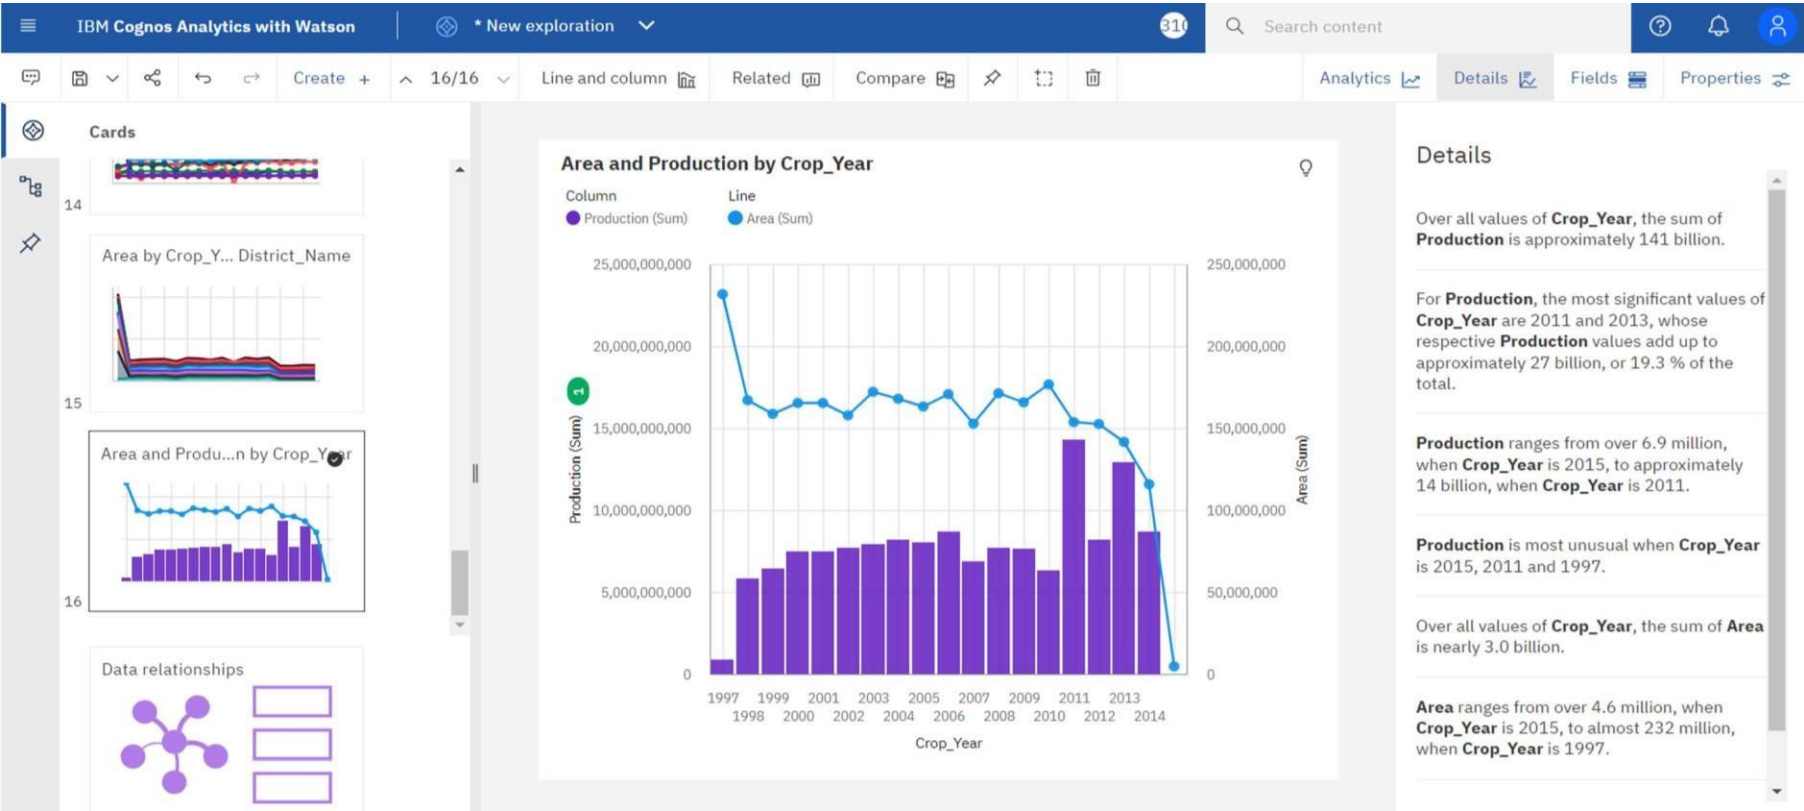 IBM Cognos Analytics with Watson
* New exploration
310
Search content
Create +
16/16
Line and column
Related
Compare
Analytics
Details
Fields
Properties
Cards
14
Area by Crop_Y... District_Name
15
Area and Produ...n by Crop_Year
16
Data relationships
Area and Production by Crop_Year
Column
Line
Production (Sum)
Area (Sum)
25,000,000,000
20,000,000,000
15,000,000,000
10,000,000,000
5,000,000,000
0
Production (Sum)
1
250,000,000
200,000,000
150,000,000
100,000,000
50,000,000
0
Area (Sum)
1997 1999 2001 2003 2005 2007 2009 2011 2013
1998 2000 2002 2004 2006 2008 2010 2012 2014
Crop_Year
Details
Over all values of Crop_Year, the sum of
Production is approximately 141 billion.
For Production, the most significant values of
Crop_Year are 2011 and 2013, whose
respective Production values add up to
approximately 27 billion, or 19.3 % of the
total.
Production ranges from over 6.9 million,
when Crop_Year is 2015, to approximately
14 billion, when Crop_Year is 2011.
Production is most unusual when Crop_Year
is 2015, 2011 and 1997.
Over all values of Crop_Year, the sum of Area
is nearly 3.0 billion.
Area ranges from over 4.6 million, when
Crop_Year is 2015, to almost 232 million,
when Crop_Year is 1997.